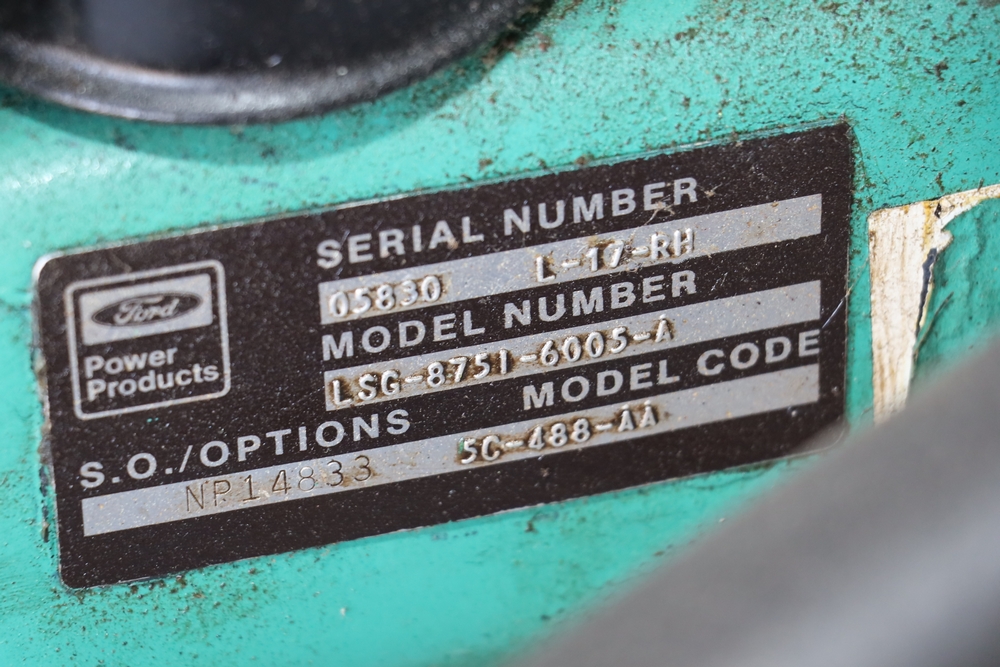 SERIAL NUMBER
05830 L-17-RH
Ford
Power
Products
MODEL NUMBER
LSG-875I-6005-A
S.O./OPTIONS MODEL CODE
NP14833 5C-488-AA